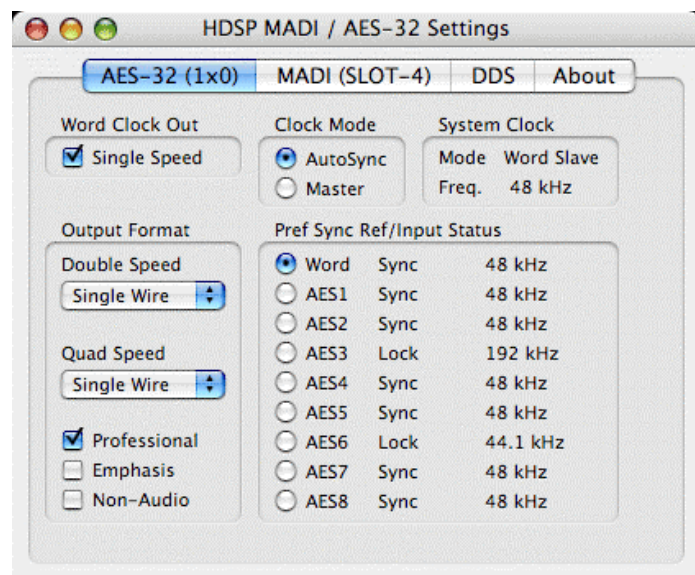 HDSP MADI / AES-32 Settings
AES-32 (1x0) MADI (SLOT-4) DDS About
Word Clock Out
Single Speed
Clock Mode
AutoSync
Master
System Clock
Mode Word Slave
Freq. 48 kHz
Output Format
Double Speed
Single Wire
Quad Speed
Single Wire
Professional
Emphasis
Non-Audio
Pref Sync Ref/Input Status
Word Sync 48 kHz
AES1 Sync 48 kHz
AES2 Sync 48 kHz
AES3 Lock 192 kHz
AES4 Sync 48 kHz
AES5 Sync 48 kHz
AES6 Lock 44.1 kHz
AES7 Sync 48 kHz
AES8 Sync 48 kHz